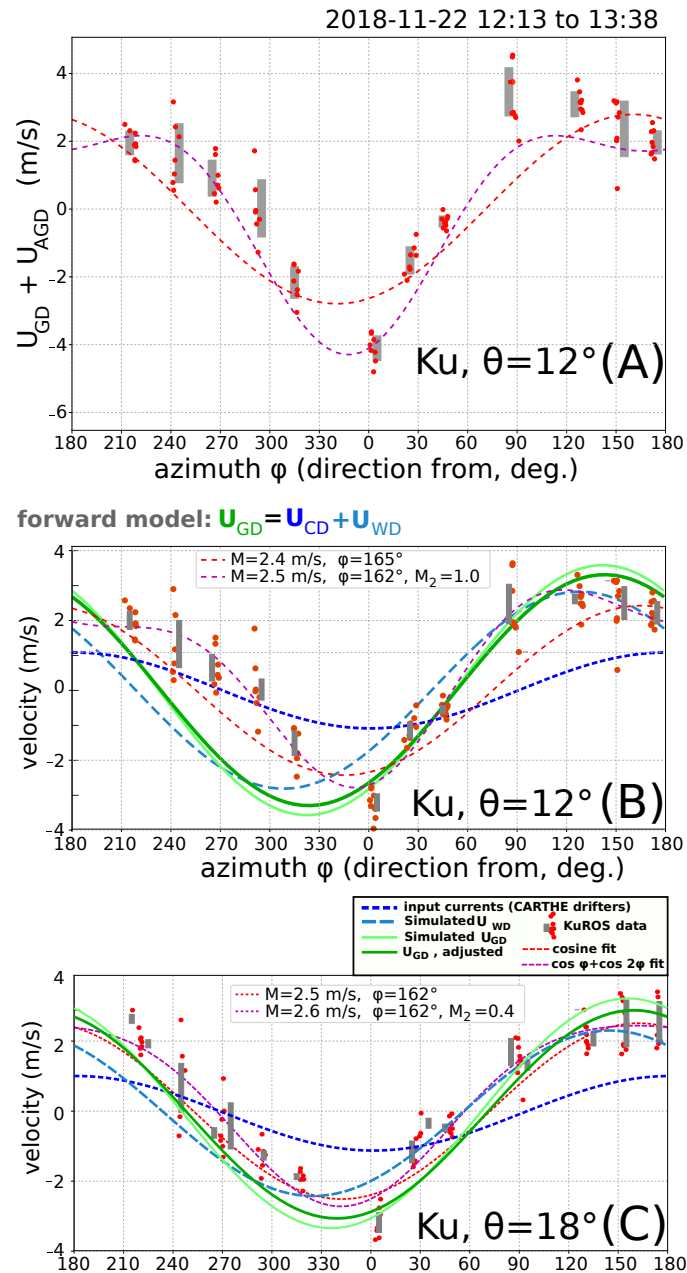 2018-11-22 12:13 to 13:38
4
2
0
−2
−4
−6
U_GD + U_AGD (m/s)
Ku, θ=12° (A)
180 210 240 270 300 330 0 30 60 90 120 150 180
azimuth φ (direction from, deg.)
forward model: U_GD = U_CD + U_WD
4
2
0
−2
−4
velocity (m/s)
M=2.4 m/s, φ=165°
M=2.5 m/s, φ=162°, M₂=1.0
Ku, θ=12° (B)
180 210 240 270 300 330 0 30 60 90 120 150 180
azimuth φ (direction from, deg.)
input currents (CARTHE drifters)
Simulated U_WD
Simulated U_GD
U_GD , adjusted
KuROS data
cosine fit
cos φ+cos 2φ fit
4
2
0
−2
−4
velocity (m/s)
M=2.5 m/s, φ=162°
M=2.6 m/s, φ=162°, M₂=0.4
Ku, θ=18° (C)
180 210 240 270 300 330 0 30 60 90 120 150 180